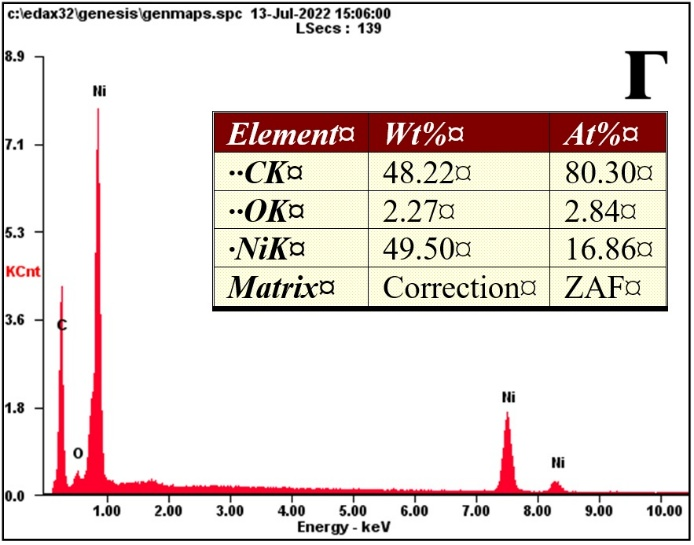 c:\edax32\genesis\genmaps.spc 13-Jul-2022 15:06:00
LSecs : 139
8.9
Г
Ni
Element¤ Wt%¤ At%¤
··CK¤ 48.22¤ 80.30¤
··OK¤ 2.27¤ 2.84¤
·NiK¤ 49.50¤ 16.86¤
Matrix¤ Correction¤ ZAF¤
7.1
5.3
KCnt
3.6
C
1.8
Ni
O
Ni
0.0
1.00 2.00 3.00 4.00 5.00 6.00 7.00 8.00 9.00 10.00
Energy - keV